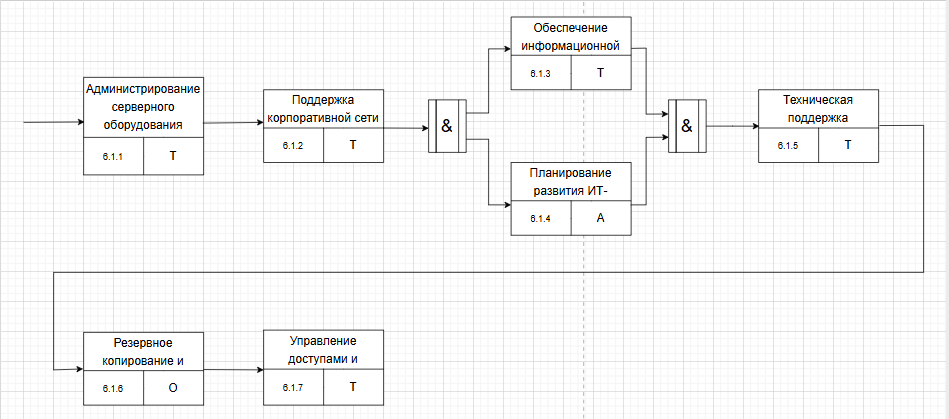 Обеспечение
информационной
6.1.3 T
Администрирование
серверного
оборудования
6.1.1 T
Поддержка
корпоративной сети
6.1.2 T
&
Планирование
развития ИТ-
6.1.4 A
&
Техническая
поддержка
6.1.5 T
Резервное
копирование и
6.1.6 O
Управление
доступами и
6.1.7 T